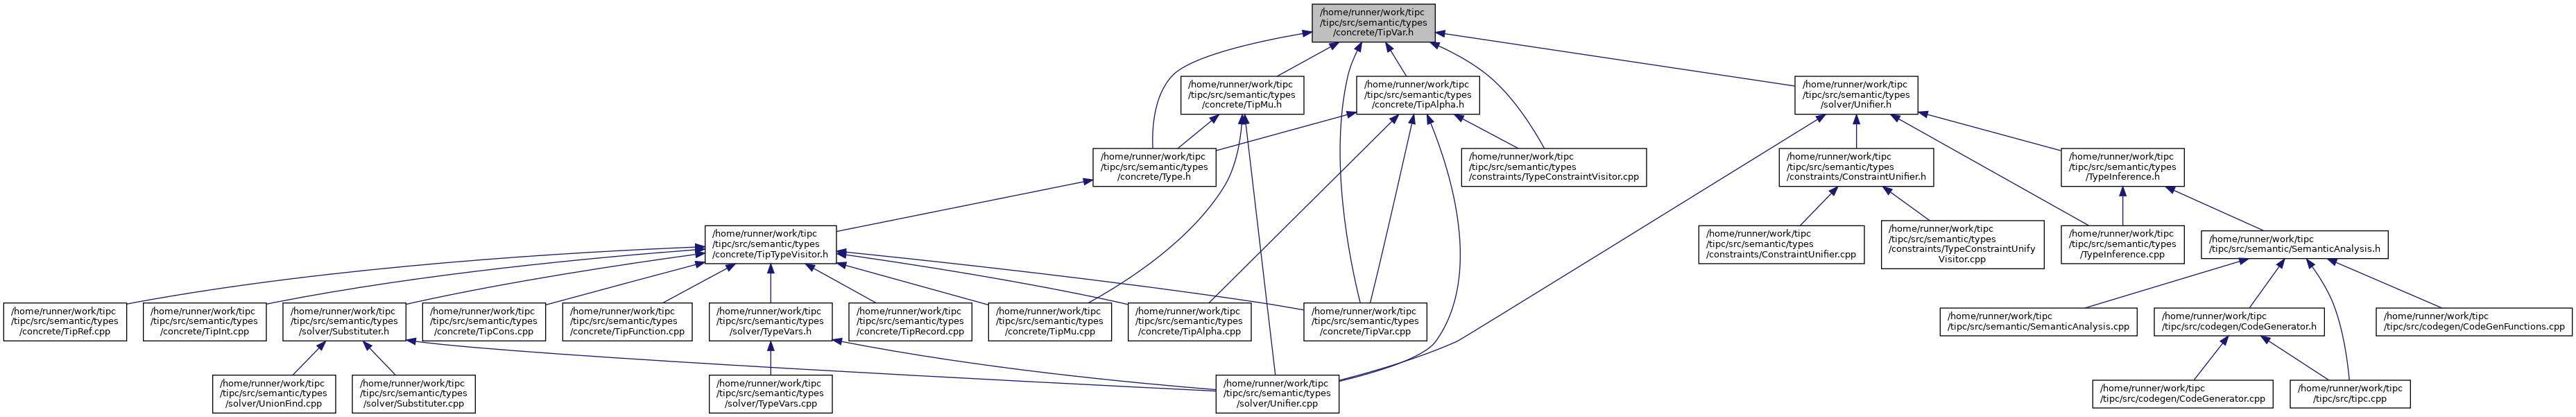 /home/runner/work/tipc
/tipc/src/semantic/types
/concrete/TipVar.h
/home/runner/work/tipc
/tipc/src/semantic/types
/concrete/TipMu.h
/home/runner/work/tipc
/tipc/src/semantic/types
/concrete/TipAlpha.h
/home/runner/work/tipc
/tipc/src/semantic/types
/solver/Unifier.h
/home/runner/work/tipc
/tipc/src/semantic/types
/concrete/Type.h
/home/runner/work/tipc
/tipc/src/semantic/types
/constraints/TypeConstraintVisitor.cpp
/home/runner/work/tipc
/tipc/src/semantic/types
/constraints/ConstraintUnifier.h
/home/runner/work/tipc
/tipc/src/semantic/types
/TypeInference.h
/home/runner/work/tipc
/tipc/src/semantic/types
/concrete/TipTypeVisitor.h
/home/runner/work/tipc
/tipc/src/semantic/types
/constraints/ConstraintUnifier.cpp
/home/runner/work/tipc
/tipc/src/semantic/types
/constraints/TypeConstraintUnify
Visitor.cpp
/home/runner/work/tipc
/tipc/src/semantic/types
/TypeInference.cpp
/home/runner/work/tipc
/tipc/src/semantic/SemanticAnalysis.h
/home/runner/work/tipc
/tipc/src/semantic/types
/concrete/TipRef.cpp
/home/runner/work/tipc
/tipc/src/semantic/types
/concrete/TipInt.cpp
/home/runner/work/tipc
/tipc/src/semantic/types
/solver/Substituter.h
/home/runner/work/tipc
/tipc/src/semantic/types
/concrete/TipCons.cpp
/home/runner/work/tipc
/tipc/src/semantic/types
/concrete/TipFunction.cpp
/home/runner/work/tipc
/tipc/src/semantic/types
/solver/TypeVars.h
/home/runner/work/tipc
/tipc/src/semantic/types
/concrete/TipRecord.cpp
/home/runner/work/tipc
/tipc/src/semantic/types
/concrete/TipMu.cpp
/home/runner/work/tipc
/tipc/src/semantic/types
/concrete/TipAlpha.cpp
/home/runner/work/tipc
/tipc/src/semantic/types
/concrete/TipVar.cpp
/home/runner/work/tipc
/tipc/src/semantic/SemanticAnalysis.cpp
/home/runner/work/tipc
/tipc/src/codegen/CodeGenerator.h
/home/runner/work/tipc
/tipc/src/codegen/CodeGenFunctions.cpp
/home/runner/work/tipc
/tipc/src/semantic/types
/solver/UnionFind.cpp
/home/runner/work/tipc
/tipc/src/semantic/types
/solver/Substituter.cpp
/home/runner/work/tipc
/tipc/src/semantic/types
/solver/TypeVars.cpp
/home/runner/work/tipc
/tipc/src/semantic/types
/solver/Unifier.cpp
/home/runner/work/tipc
/tipc/src/codegen/CodeGenerator.cpp
/home/runner/work/tipc
/tipc/src/tipc.cpp